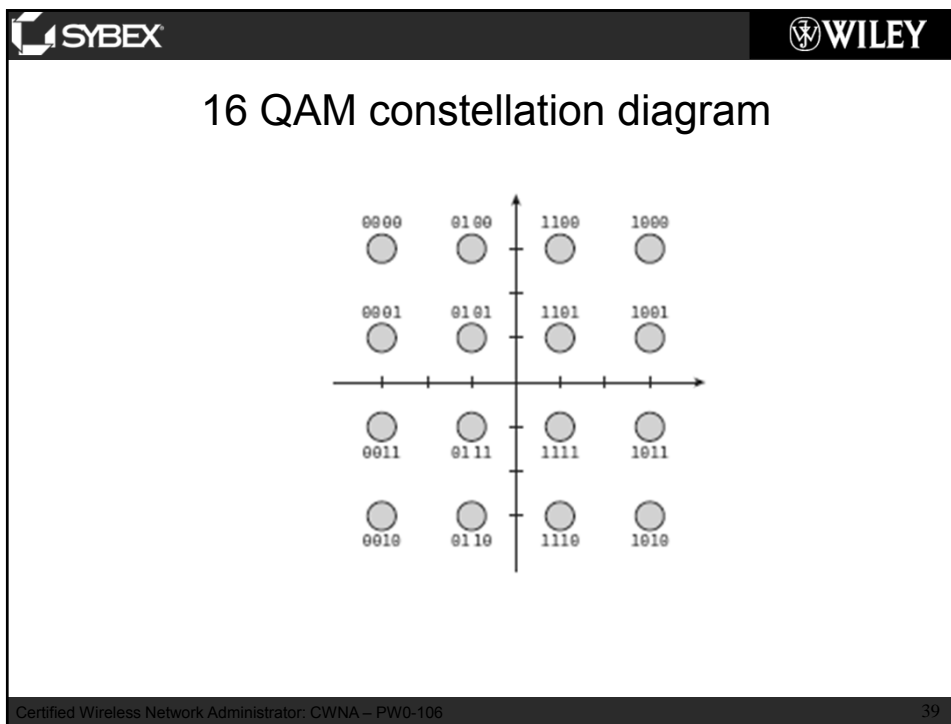 SYBEX
WILEY
16 QAM constellation diagram
0000 0100 1100 1000
0001 0101 1101 1001
0011 0111 1111 1011
0010 0110 1110 1010
Certified Wireless Network Administrator: CWNA – PW0-106 39